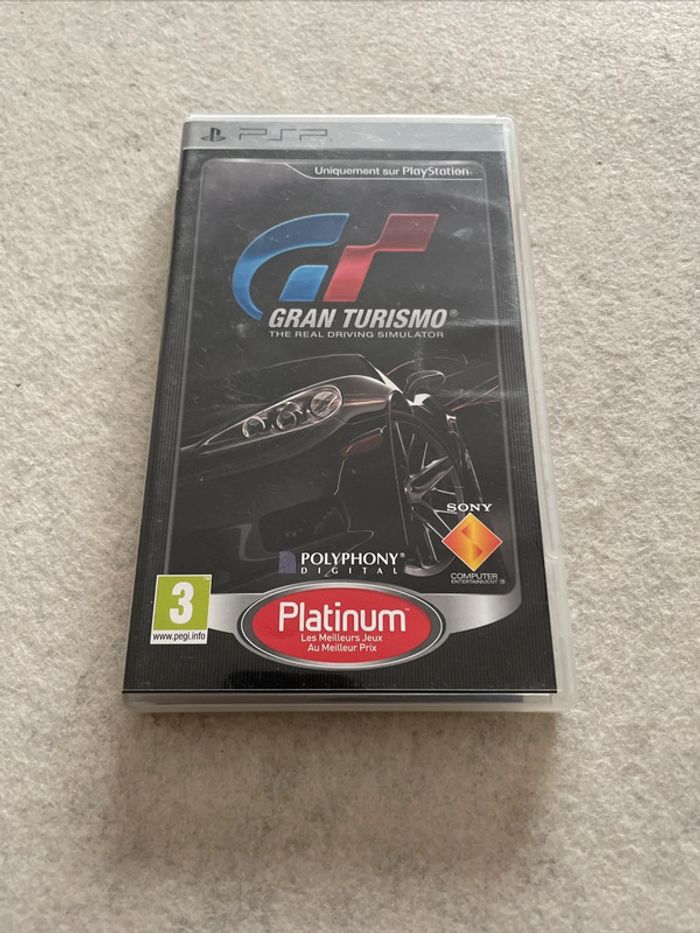 PSP
Uniquement sur PlayStation
GT
GRAN TURISMO®
THE REAL DRIVING SIMULATOR
SONY
COMPUTER
ENTERTAINMENT®
POLYPHONY®
DIGITAL
3
www.pegi.info
Platinum™
Les Meilleurs Jeux
Au Meilleur Prix